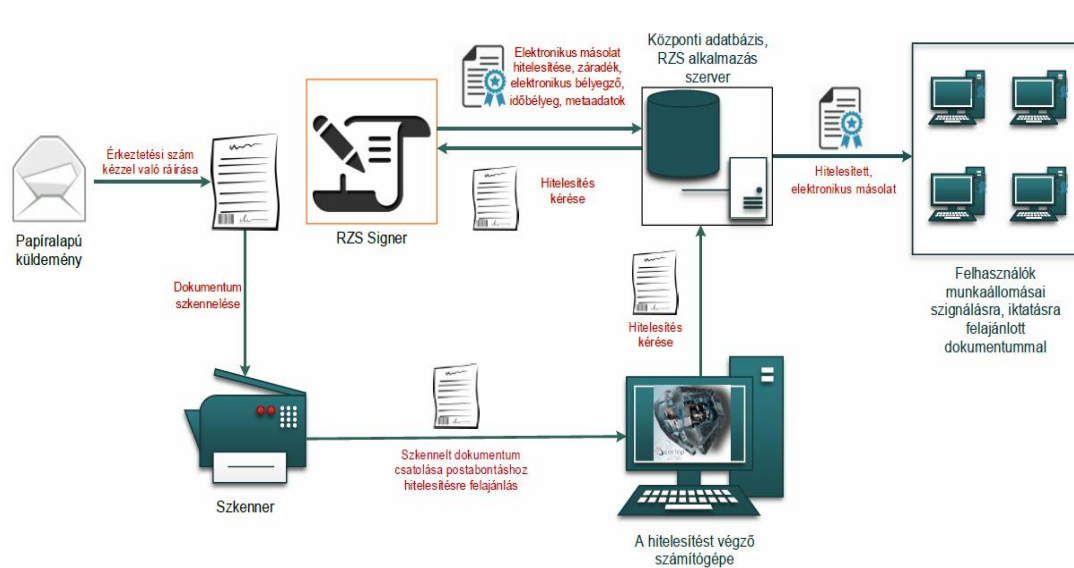 Elektronikus másolat
hitelesítése, záradék,
elektronikus bélyegző,
időbélyeg, metaadatok
Központi adatbázis,
RZS alkalmazás
szerver
Érkeztetési szám
kézzel való ráírása
Hitelesítés
kérése
Hitelesített,
elektronikus másolat
Papíralapú
küldemény
RZS Signer
Dokumentum
szkennelése
Hitelesítés
kérése
Felhasználók
munkaállomásai
szignálásra, iktatásra
felajánlott
dokumentummal
Szkennelt dokumentum
csatolása postabontáshoz
hitelesítésre felajánlás
Szkenner
A hitelesítést végző
számítógépe